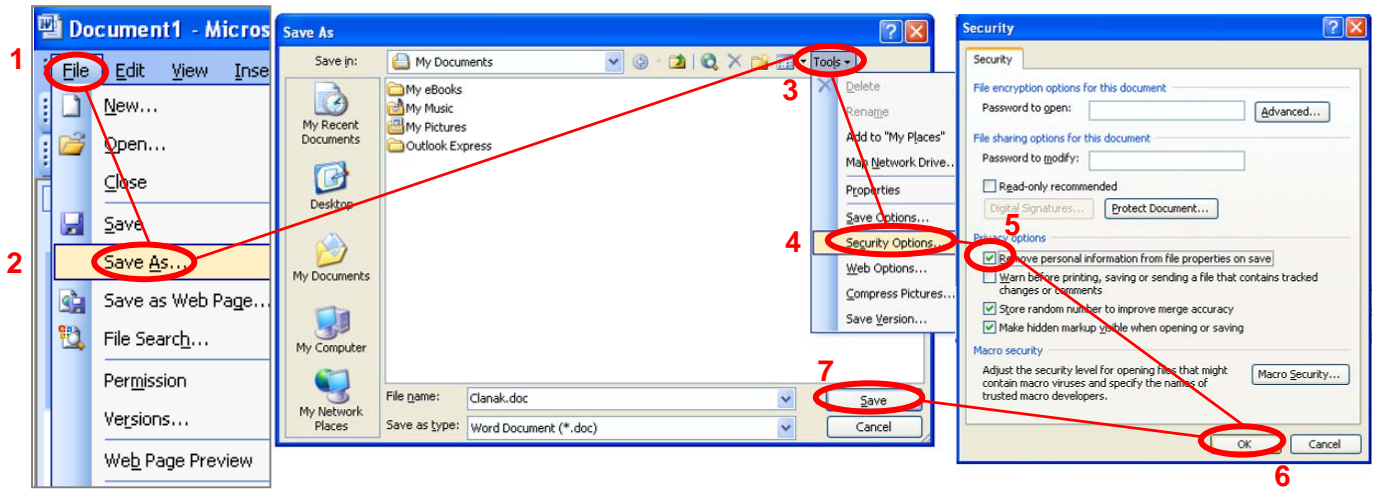 1
Document1 - Micros
File Edit View Inse
New...
Open...
Close
Save
2
Save As...
Save as Web Page...
File Search...
Permission
Versions...
Web Page Preview
Save As
Save in:
My Documents
Tools
3
My eBooks
My Music
My Pictures
Outlook Express
My Recent
Documents
Desktop
My Documents
My Computer
My Network
Places
Delete
Rename
Add to "My Places"
Map Network Drive..
Properties
Save Options...
4
Security Options...
Web Options...
Compress Pictures...
Save Version...
7
File name:
Clanak.doc
Save
Save as type:
Word Document (*.doc)
Cancel
Security
Security
File encryption options for this document
Password to open:
Advanced...
File sharing options for this document
Password to modify:
Read-only recommended
Digital Signatures...
Protect Document...
5
Privacy options
Remove personal information from file properties on save
Warn before printing, saving or sending a file that contains tracked
changes or comments
Store random number to improve merge accuracy
Make hidden markup visible when opening or saving
Macro security
Adjust the security level for opening files that might
contain macro viruses and specify the names of
trusted macro developers.
Macro Security...
OK
Cancel
6